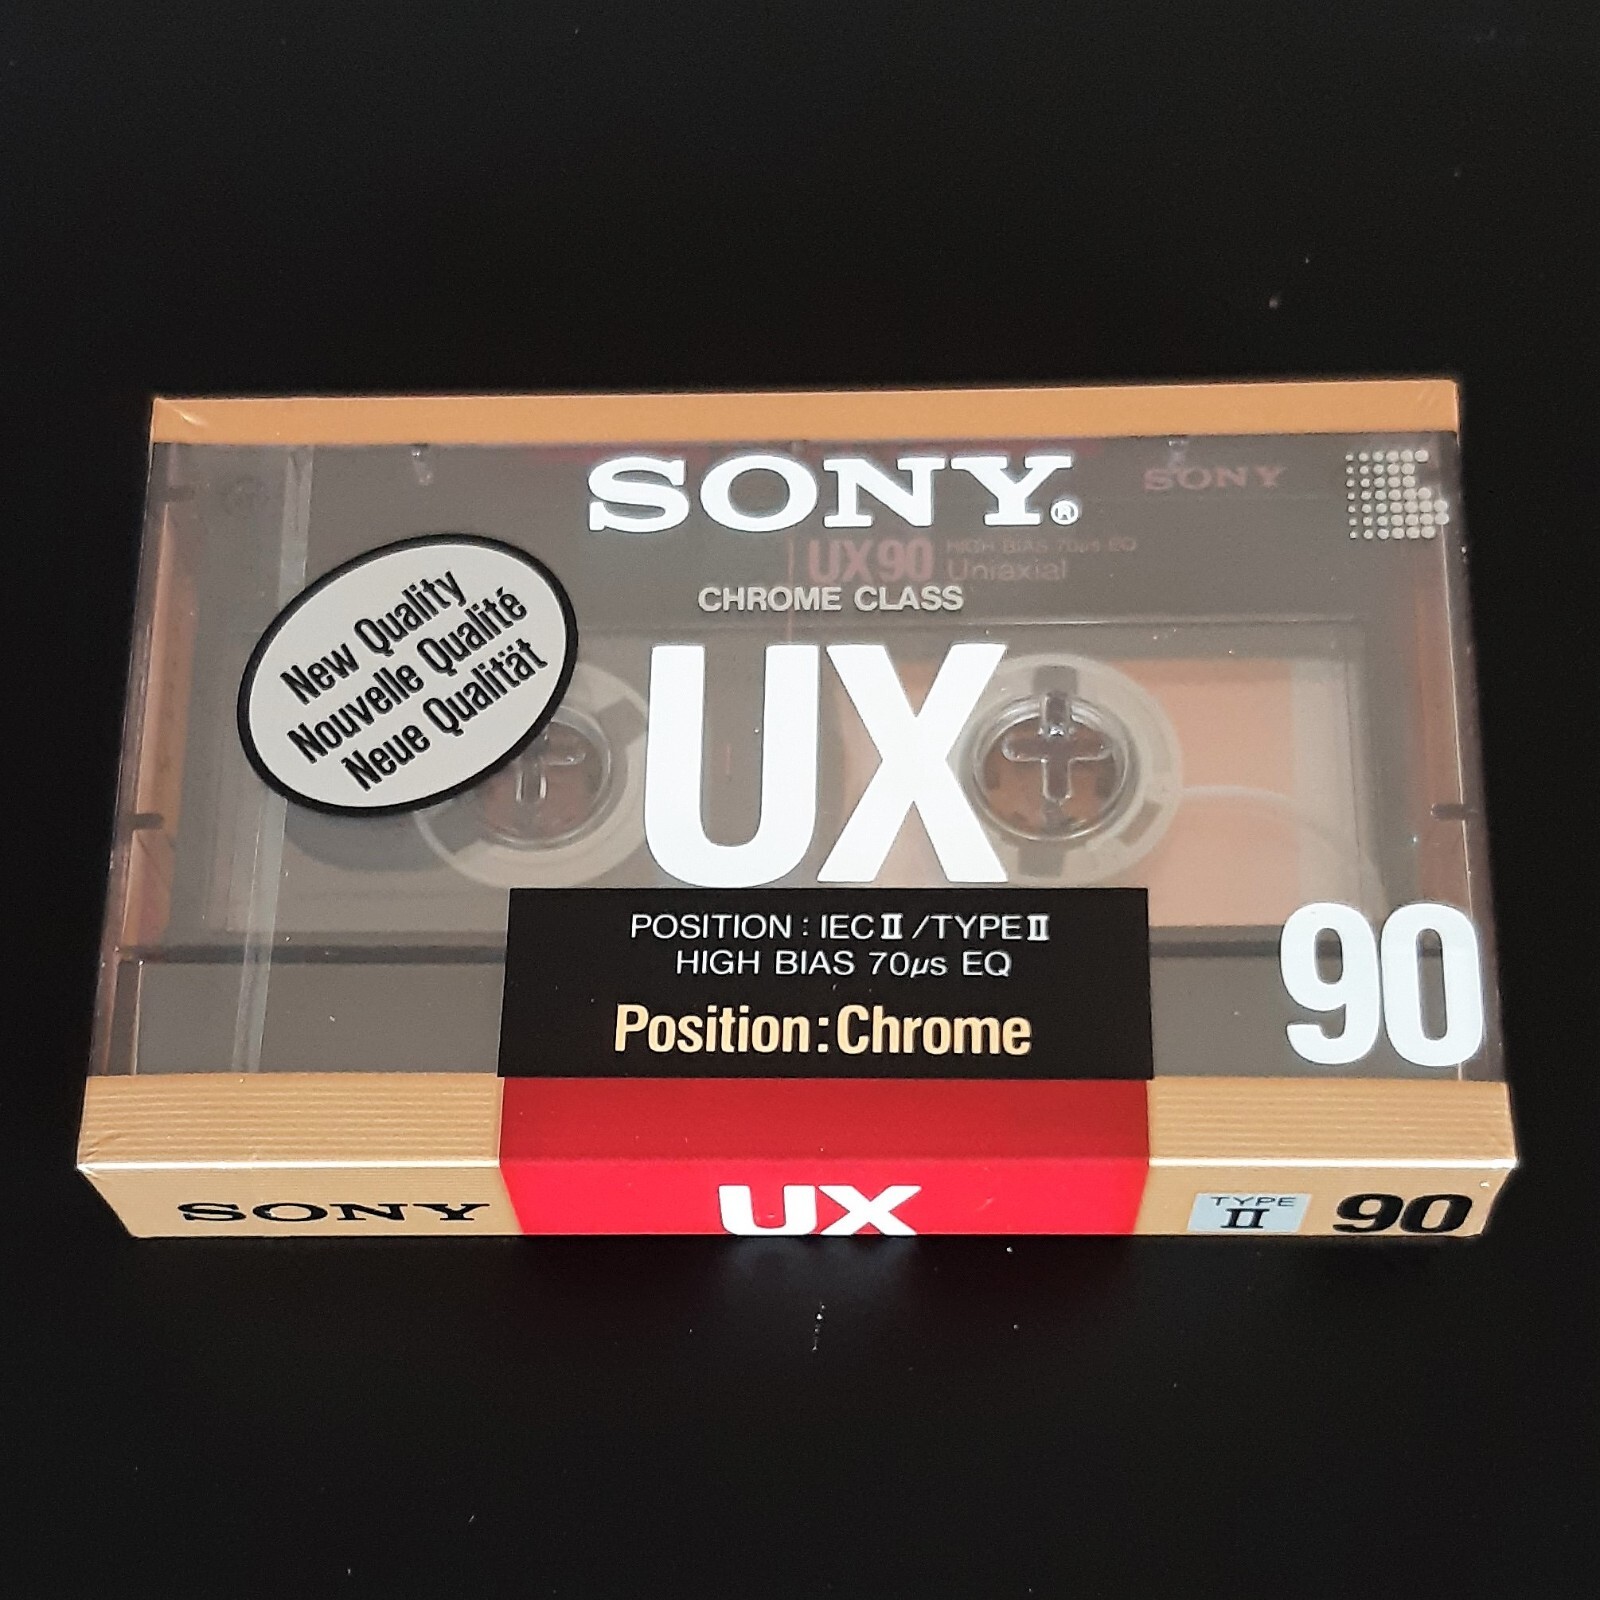 SONY®
SONY
UX90 HIGH BIAS 70µs EQ
Uniaxial
CHROME CLASS
New Quality
Nouvelle Qualité
Neue Qualität
UX
POSITION : IEC II / TYPE II
HIGH BIAS 70µs EQ
Position: Chrome
90
SONY
UX
TYPE
II
90